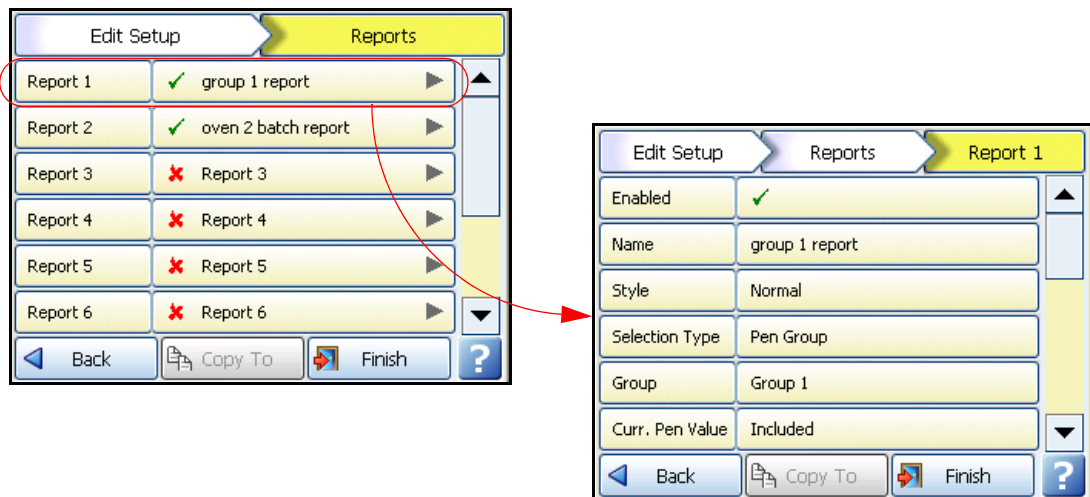 Edit Setup Reports
Report 1 group 1 report
Report 2 oven 2 batch report
Report 3 Report 3
Report 4 Report 4
Report 5 Report 5
Report 6 Report 6
Back Copy To Finish ?
Edit Setup Reports Report 1
Enabled
Name group 1 report
Style Normal
Selection Type Pen Group
Group Group 1
Curr. Pen Value Included
Back Copy To Finish ?